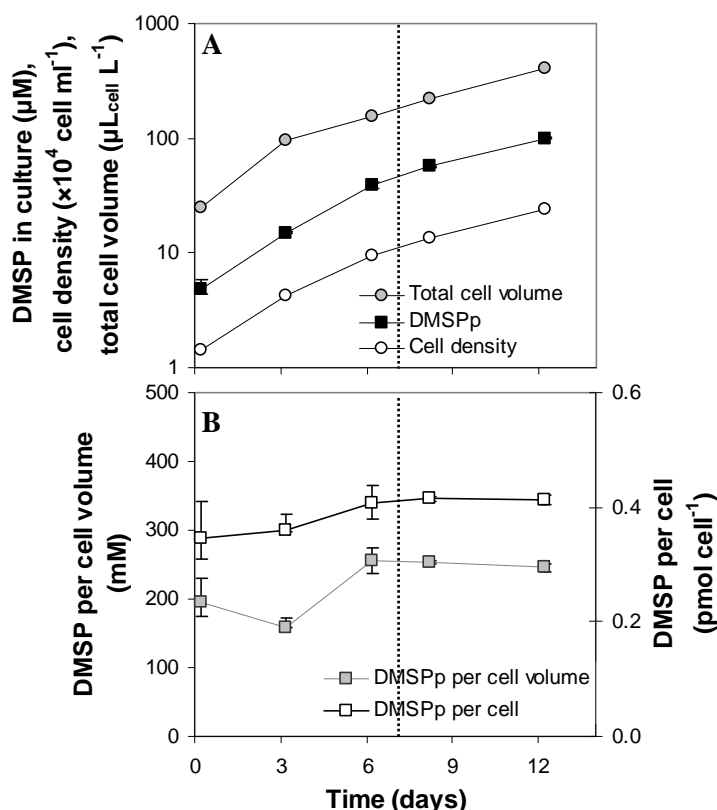 A
DMSP in culture (µM),
cell density (×10⁴ cell ml⁻¹),
total cell volume (µL_cell L⁻¹)
1000
100
10
1
Total cell volume
DMSPp
Cell density
B
DMSP per cell volume
(mM)
500
400
300
200
100
0
DMSPp per cell volume
DMSPp per cell
0.6
0.4
0.2
0.0
DMSP per cell
(pmol cell⁻¹)
0 3 6 9 12
Time (days)